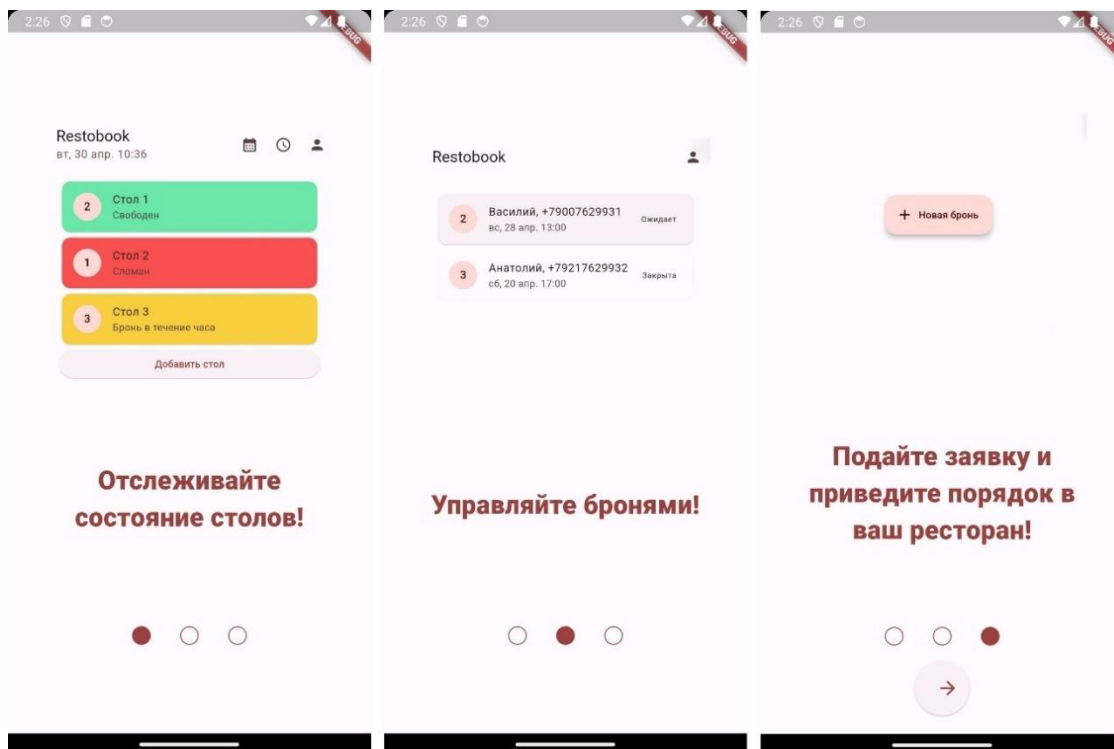 2:26
DEBUG
Restobook
вт, 30 апр. 10:36
2
Стол 1
Свободен
1
Стол 2
Сломан
3
Стол 3
Бронь в течение часа
Добавить стол
Отслеживайте
состояние столов!
2:26
DEBUG
Restobook
2
Василий, +79007629931
вс, 28 апр. 13:00
Ожидает
3
Анатолий, +79217629932
сб, 20 апр. 17:00
Закрыта
Управляйте бронями!
2:26
DEBUG
+ Новая бронь
Подайте заявку и
приведите порядок в
ваш ресторан!